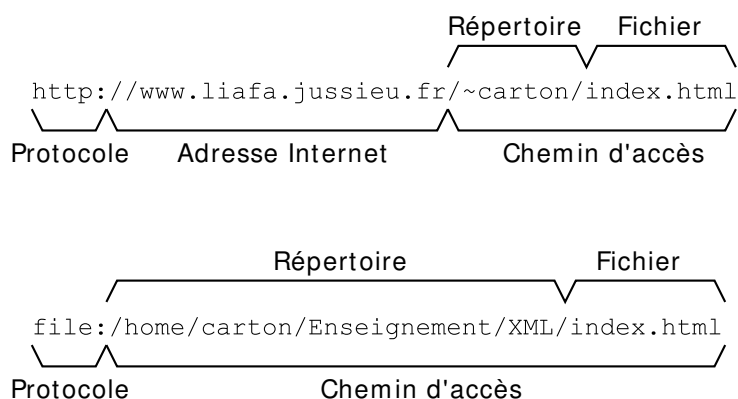 Répertoire Fichier
http://www.liafa.jussieu.fr/~carton/index.html
Protocole Adresse Internet Chemin d'accès
Répertoire Fichier
file:/home/carton/Enseignement/XML/index.html
Protocole Chemin d'accès